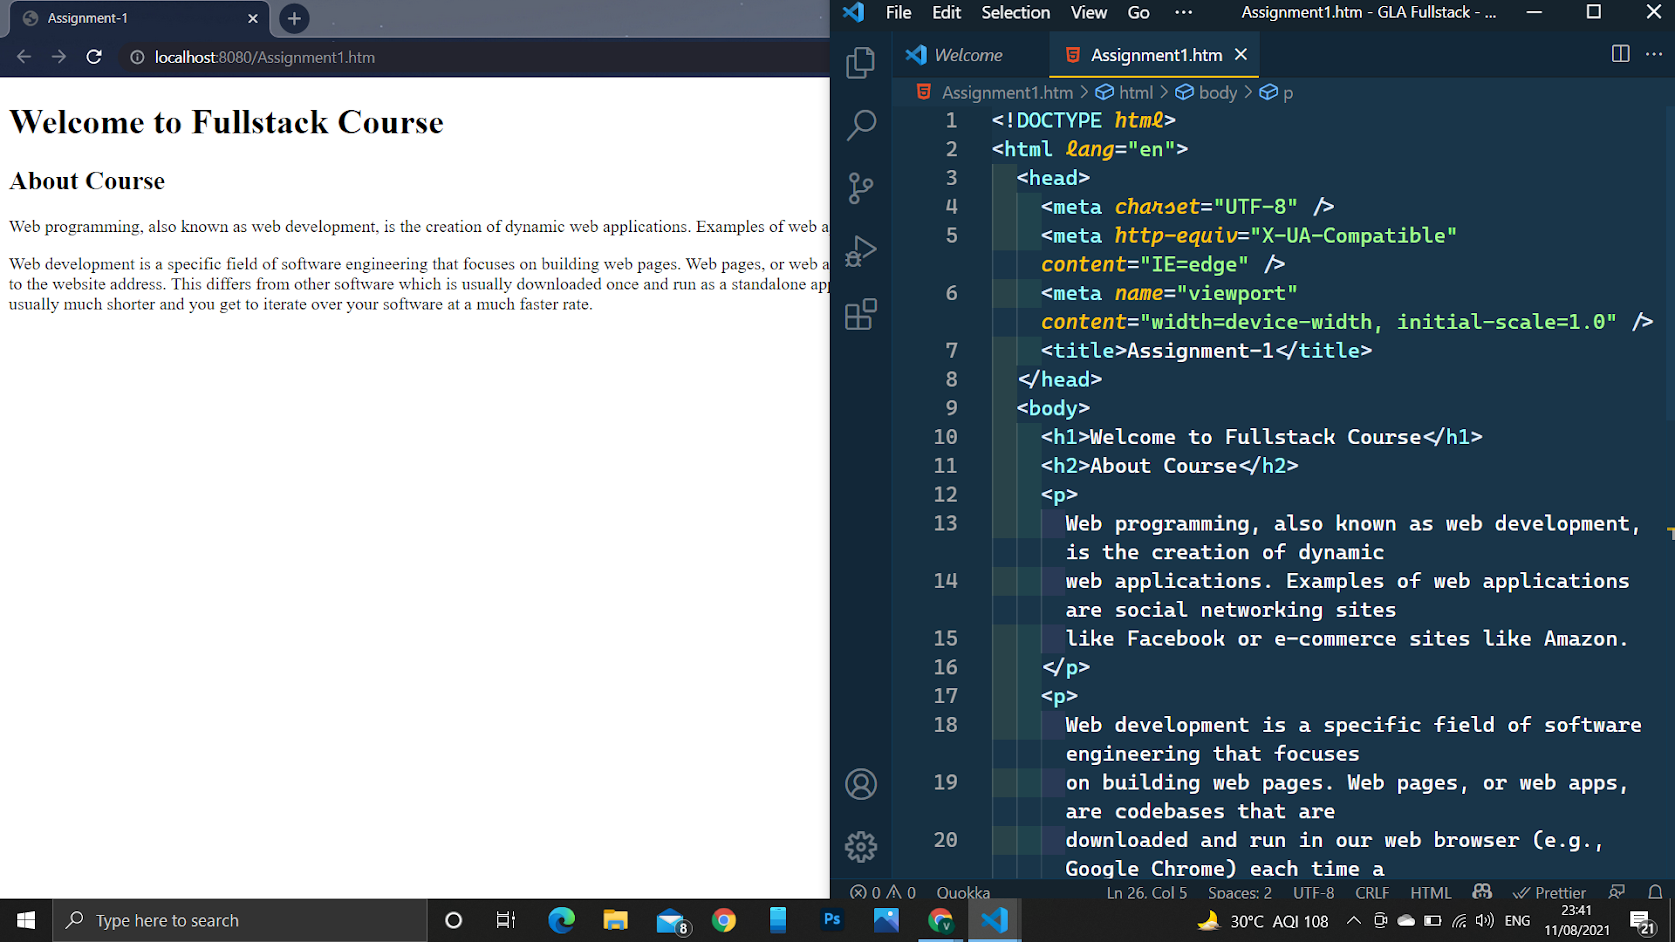 Assignment-1
localhost:8080/Assignment1.htm
Welcome to Fullstack Course
About Course
Web programming, also known as web development, is the creation of dynamic web applications. Examples of web a
Web development is a specific field of software engineering that focuses on building web pages. Web pages, or web a
to the website address. This differs from other software which is usually downloaded once and run as a standalone app
usually much shorter and you get to iterate over your software at a much faster rate.
File Edit Selection View Go ··· Assignment1.htm - GLA Fullstack - ...
Welcome Assignment1.htm
Assignment1.htm > html > body > p
1 <!DOCTYPE html>
2 <html lang="en">
3 <head>
4 <meta charset="UTF-8" />
5 <meta http-equiv="X-UA-Compatible"
content="IE=edge" />
6 <meta name="viewport"
content="width=device-width, initial-scale=1.0" />
7 <title>Assignment-1</title>
8 </head>
9 <body>
10 <h1>Welcome to Fullstack Course</h1>
11 <h2>About Course</h2>
12 <p>
13 Web programming, also known as web development,
is the creation of dynamic
14 web applications. Examples of web applications
are social networking sites
15 like Facebook or e-commerce sites like Amazon.
16 </p>
17 <p>
18 Web development is a specific field of software
engineering that focuses
19 on building web pages. Web pages, or web apps,
are codebases that are
20 downloaded and run in our web browser (e.g.,
Google Chrome) each time a
0 0 Quokka Ln 26, Col 5 Spaces: 2 UTF-8 CRLF HTML Prettier
Type here to search
8
Ps
V
30°C AQI 108
ENG
23:41
11/08/2021
21